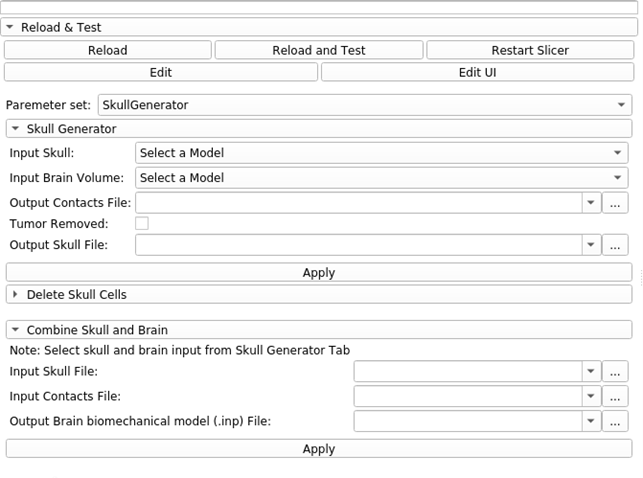 Reload & Test
Reload Reload and Test Restart Slicer
Edit Edit UI
Paremeter set: SkullGenerator
Skull Generator
Input Skull: Select a Model
Input Brain Volume: Select a Model
Output Contacts File: ...
Tumor Removed:
Output Skull File: ...
Apply
Delete Skull Cells
Combine Skull and Brain
Note: Select skull and brain input from Skull Generator Tab
Input Skull File: ...
Input Contacts File: ...
Output Brain biomechanical model (.inp) File: ...
Apply